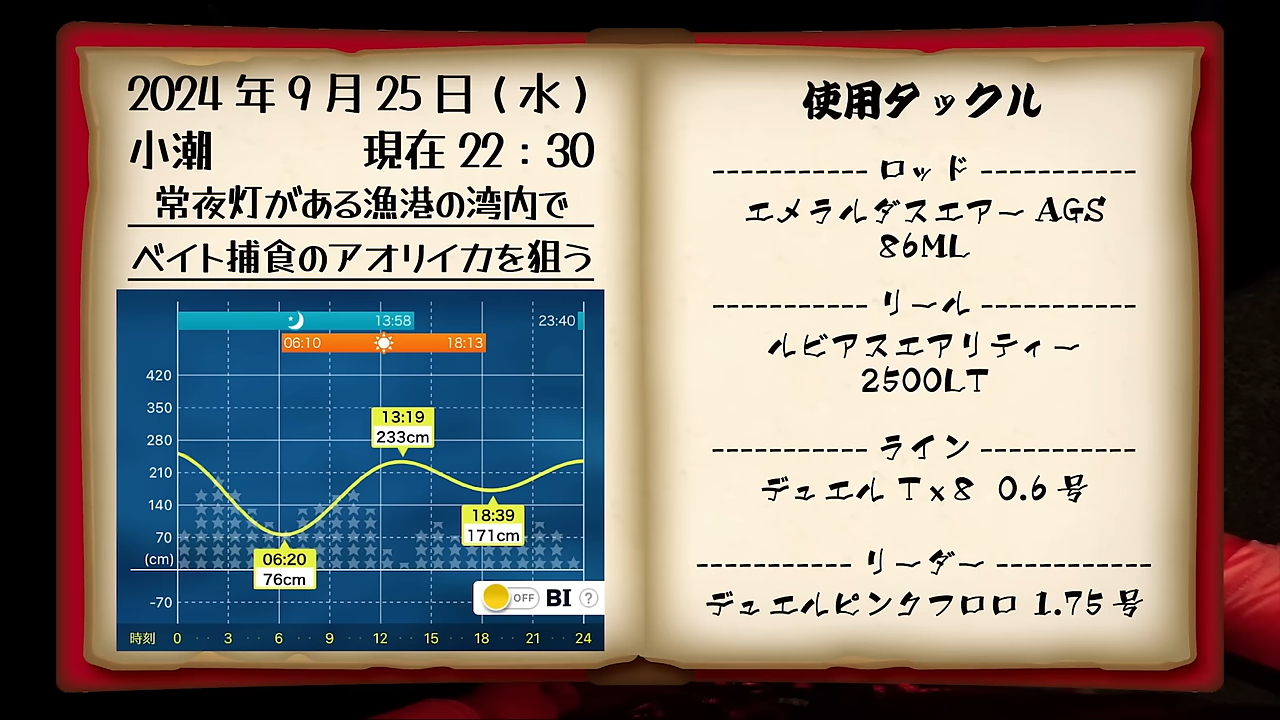 2024年9月25日(水)
小潮 現在 22:30
常夜灯がある漁港の湾内で
ベイト捕食のアオリイカを狙う
13:58
23:40
06:10
18:13
420
350
280
210
140
70
(cm)
-70
13:19
233cm
18:39
171cm
06:20
76cm
OFF BI ?
時刻 0 3 6 9 12 15 18 21 24
使用タックル
----------- ロッド -----------
エメラルダスエアー AGS
86ML
----------- リール -----------
ルビアスエアリティー
2500LT
----------- ライン -----------
デュエル Tx8 0.6号
----------- リーダー -----------
デュエルピンクフロロ 1.75号